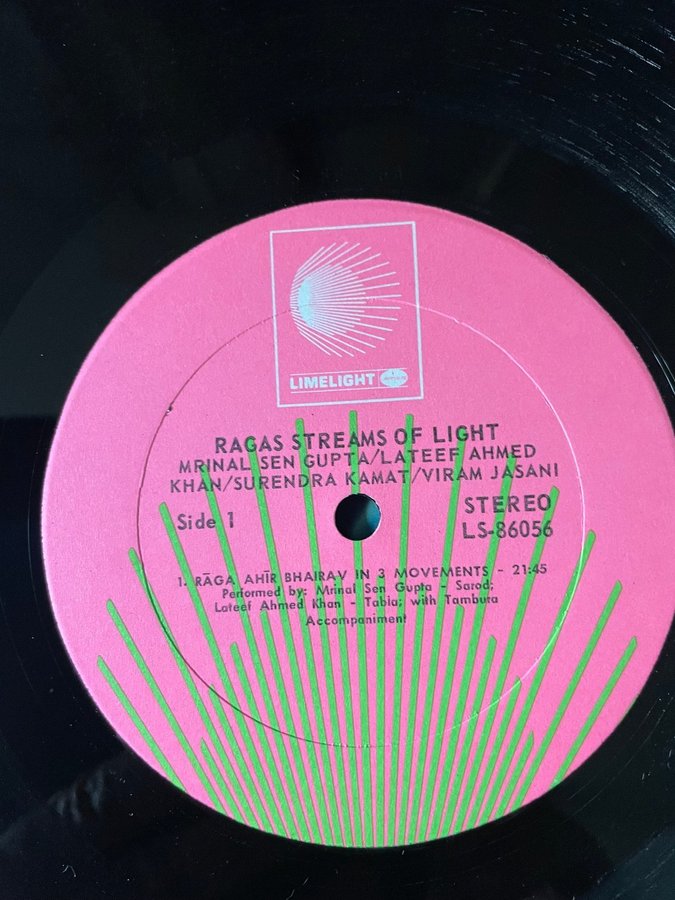 LIMELIGHT
RAGAS STREAMS OF LIGHT
MRINAL SEN GUPTA/LATEEF AHMED
KHAN/SURENDRA KAMAT/VIRAM JASANI
Side 1
STEREO
LS-86056
1. RĀGA AHĪR BHAIRAV IN 3 MOVEMENTS - 21:45
Performed by: Mrinal Sen Gupta - Sarod;
Lateef Ahmed Khan - Tabla; with Tambura
Accompaniment